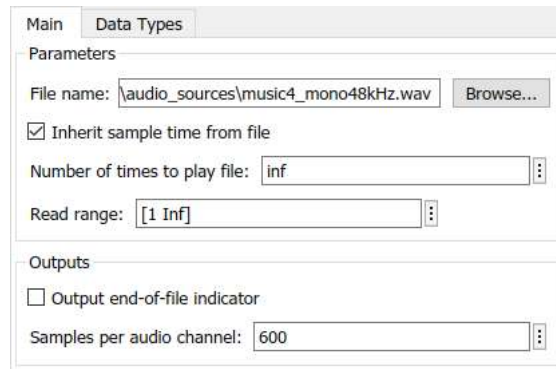 Main Data Types
Parameters
File name: \audio_sources\music4_mono48kHz.wav Browse...
Inherit sample time from file
Number of times to play file: inf
Read range: [1 Inf]
Outputs
Output end-of-file indicator
Samples per audio channel: 600